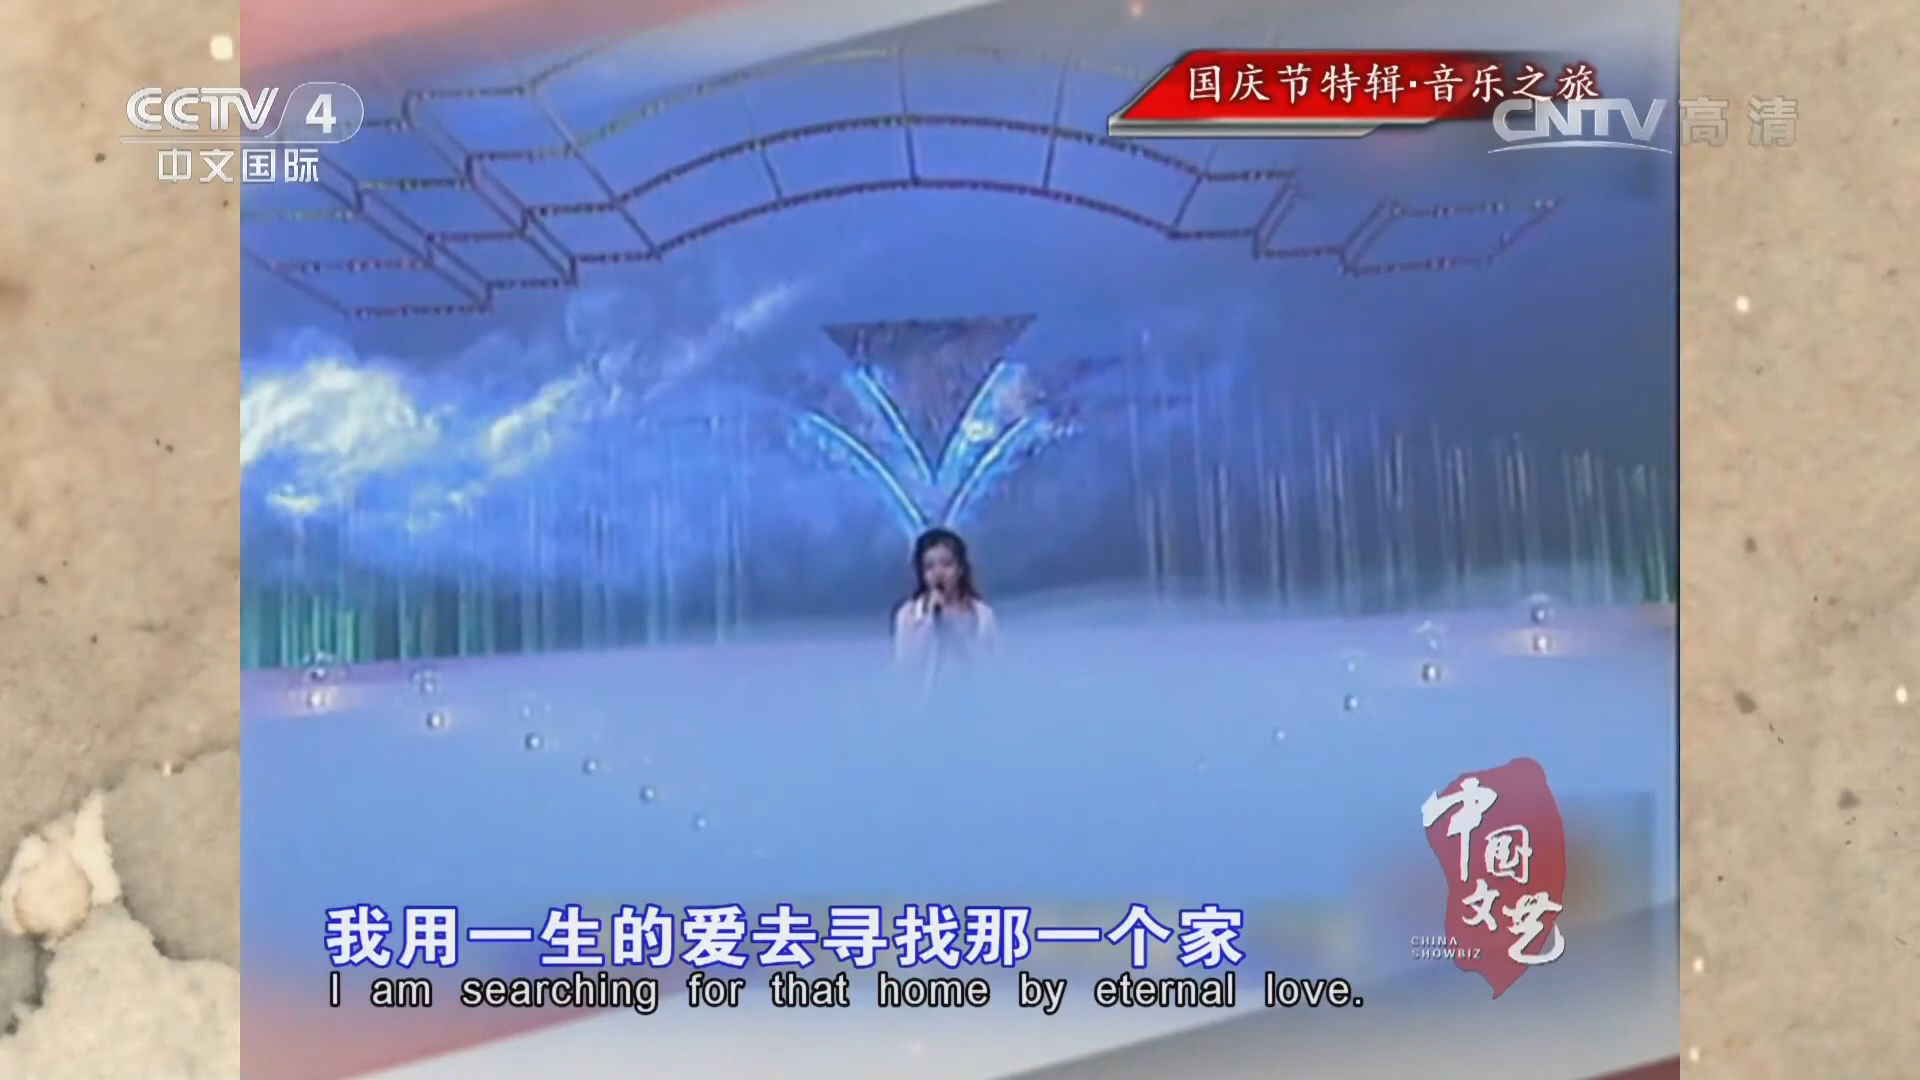 CCTV 4
中文国际
国庆节特辑·音乐之旅
CNTV 高清
中国文艺
CHINA
SHOWBIZ
我用一生的爱去寻找那一个家
I am searching for that home by eternal love.